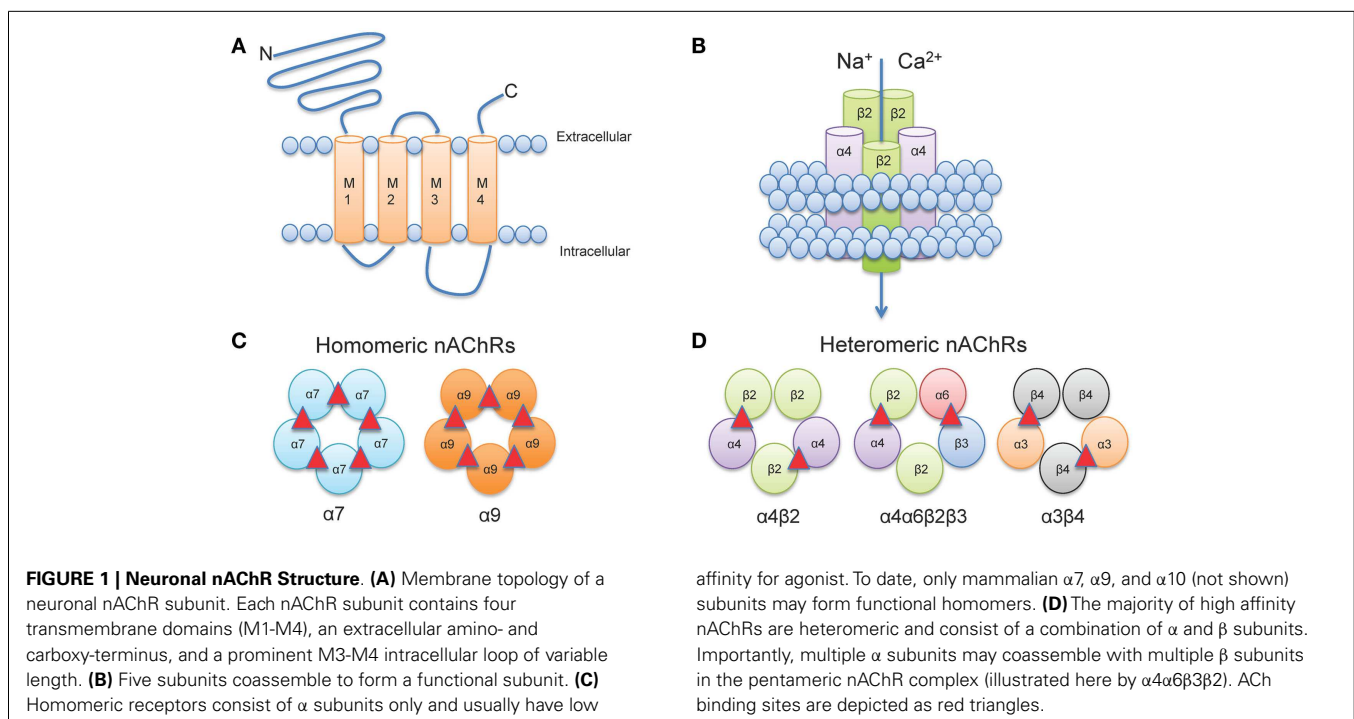 A
N
C
Extracellular
M
1
M
2
M
3
M
4
Intracellular
B
Na⁺ Ca²⁺
β2 β2
α4 α4
β2
C
Homomeric nAChRs
α7 α7
α7 α7
α7
α7
α9 α9
α9 α9
α9
α9
D
Heteromeric nAChRs
β2 β2
α4 α4
β2
α4β2
β2 α6
α4 β3
β2
α4α6β2β3
β4 β4
α3 α3
β4
α3β4
FIGURE 1 | Neuronal nAChR Structure. (A) Membrane topology of a
neuronal nAChR subunit. Each nAChR subunit contains four
transmembrane domains (M1-M4), an extracellular amino- and
carboxy-terminus, and a prominent M3-M4 intracellular loop of variable
length. (B) Five subunits coassemble to form a functional subunit. (C)
Homomeric receptors consist of α subunits only and usually have low
affinity for agonist. To date, only mammalian α7, α9, and α10 (not shown)
subunits may form functional homomers. (D) The majority of high affinity
nAChRs are heteromeric and consist of a combination of α and β subunits.
Importantly, multiple α subunits may coassemble with multiple β subunits
in the pentameric nAChR complex (illustrated here by α4α6β3β2). ACh
binding sites are depicted as red triangles.